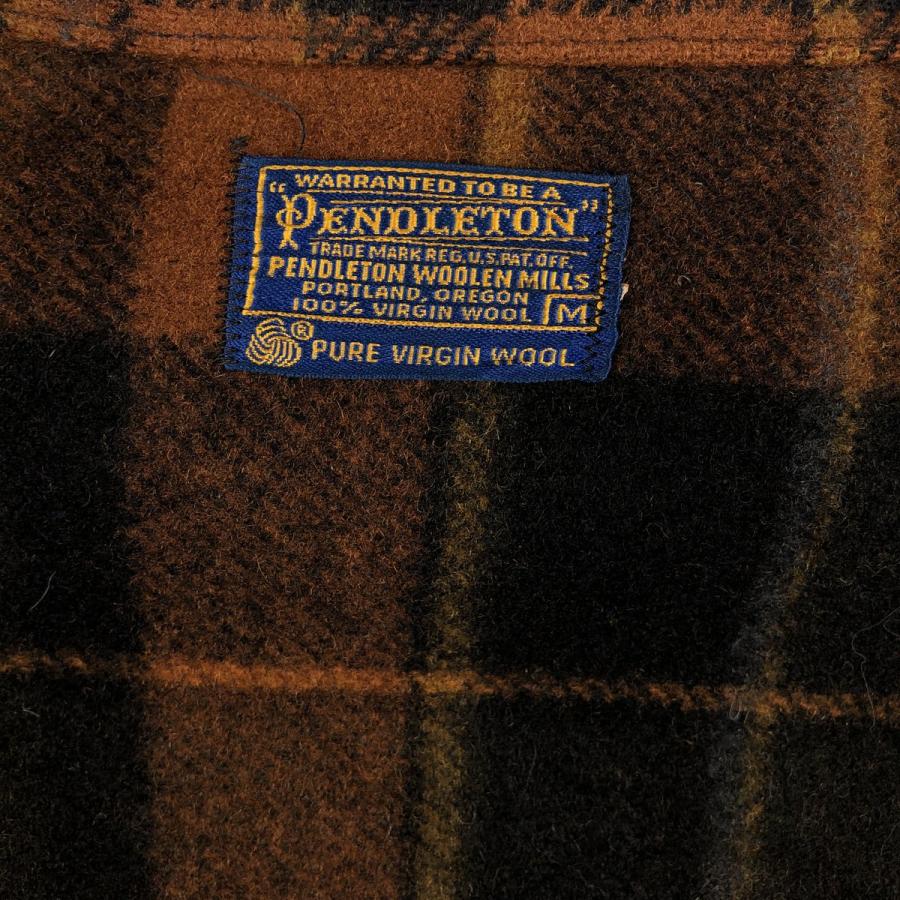 "WARRANTED TO BE A
PENDLETON"
TRADE MARK REG. U.S. PAT. OFF.
PENDLETON WOOLEN MILLS
PORTLAND, OREGON
100% VIRGIN WOOL M
® PURE VIRGIN WOOL